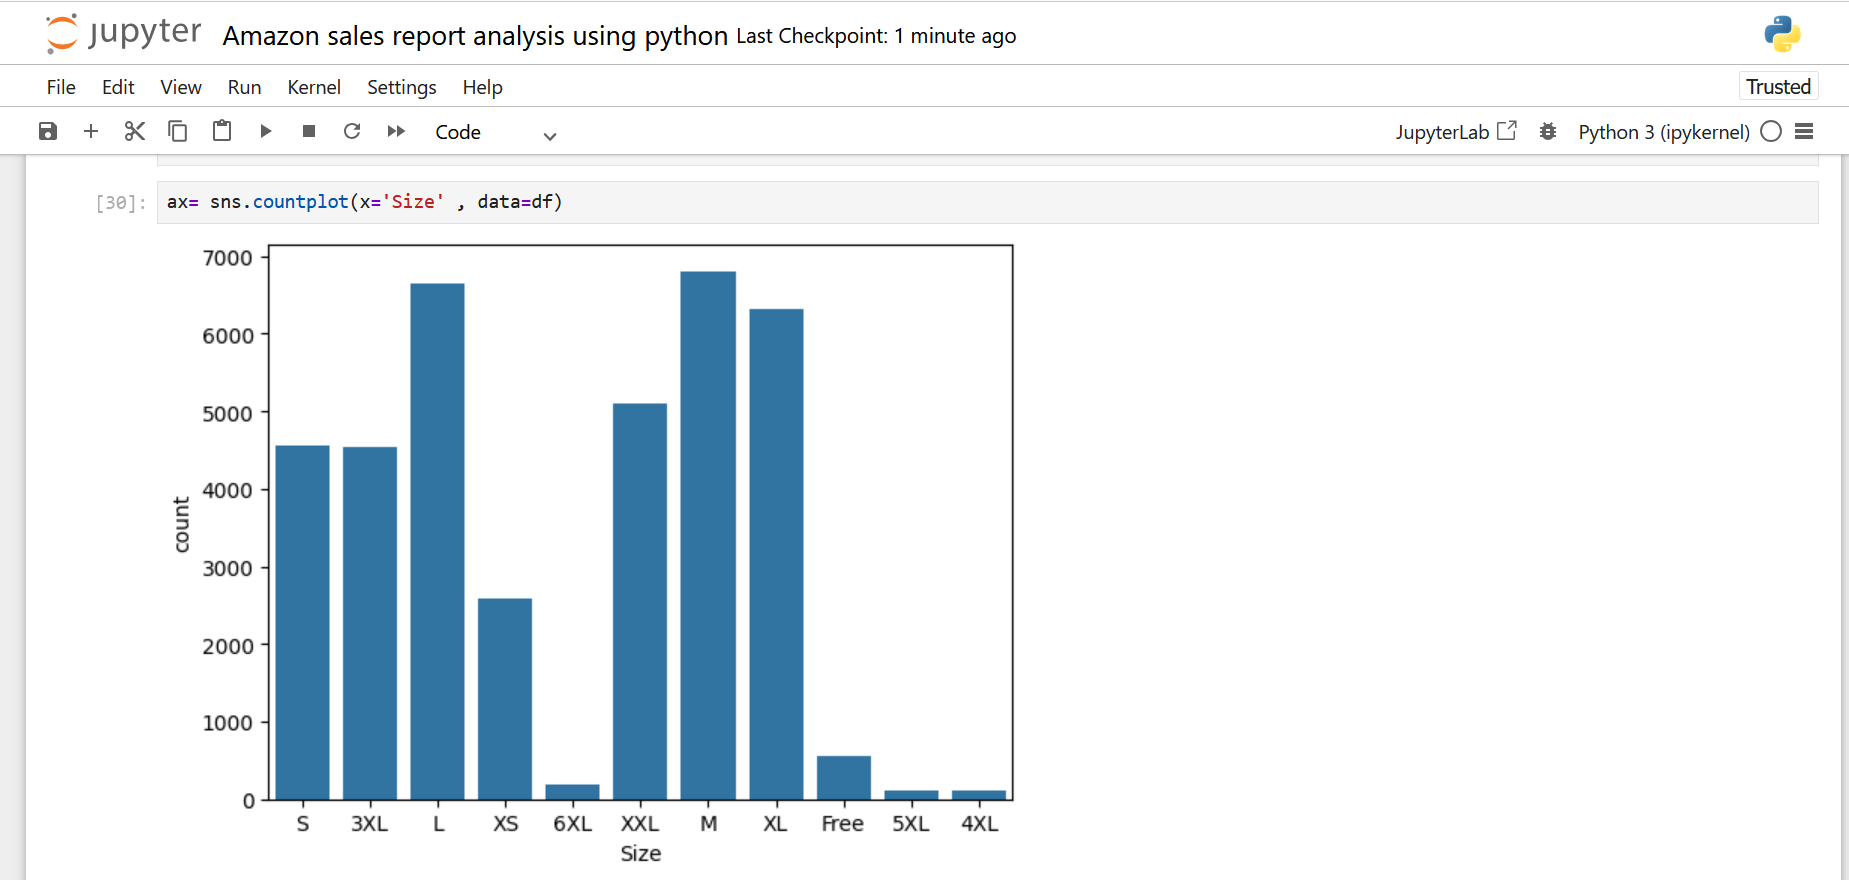 jupyter Amazon sales report analysis using python Last Checkpoint: 1 minute ago
File Edit View Run Kernel Settings Help Trusted
Code JupyterLab Python 3 (ipykernel)
[30]: ax= sns.countplot(x='Size' , data=df)
7000
6000
5000
4000
3000
2000
1000
0
count
S 3XL L XS 6XL XXL M XL Free 5XL 4XL
Size